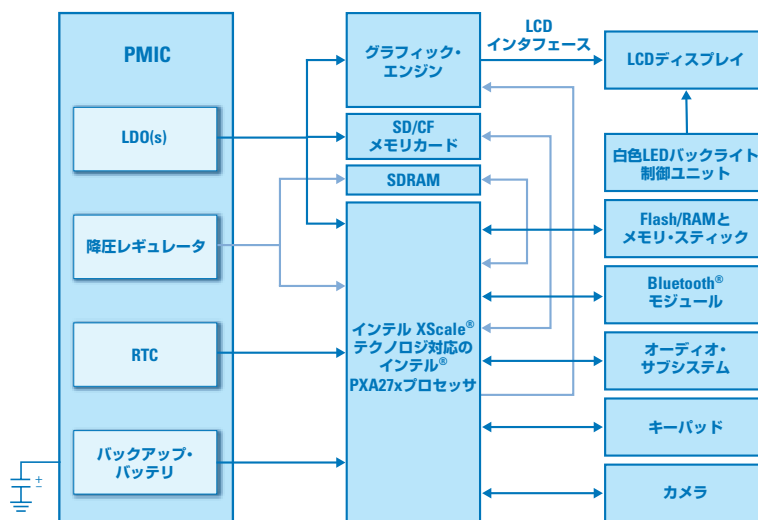 PMIC
LDO(s)
降圧レギュレータ
RTC
バックアップ・
バッテリ
+
−
グラフィック・
エンジン
SD/CF
メモリカード
SDRAM
インテル XScale®
テクノロジ対応の
インテル®
PXA27xプロセッサ
LCD
インタフェース
LCDディスプレイ
白色LEDバックライト
制御ユニット
Flash/RAMと
メモリ・スティック
Bluetooth®
モジュール
オーディオ・
サブシステム
キーパッド
カメラ